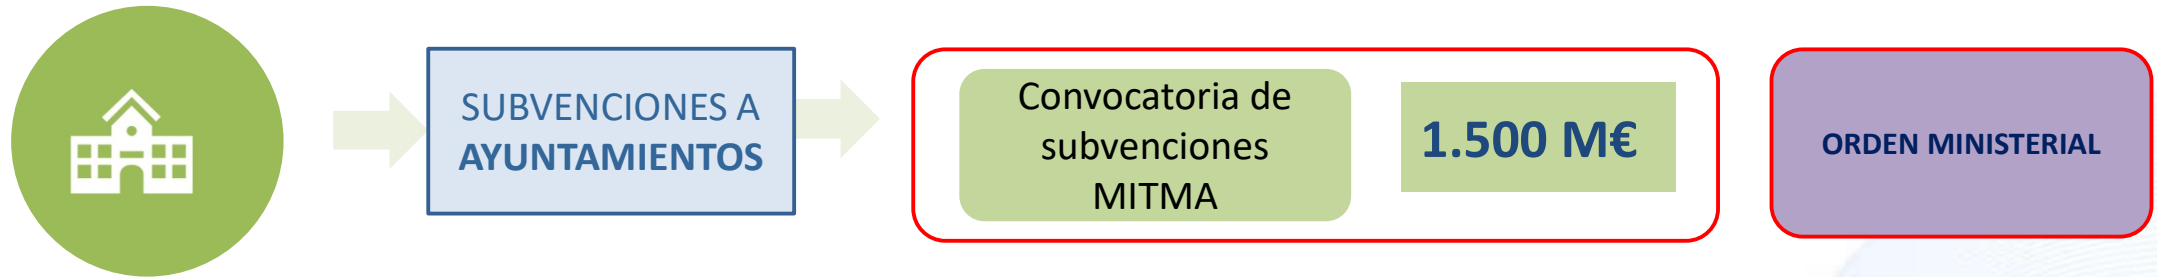 SUBVENCIONES A
AYUNTAMIENTOS
Convocatoria de
subvenciones
MITMA
1.500 M€
ORDEN MINISTERIAL